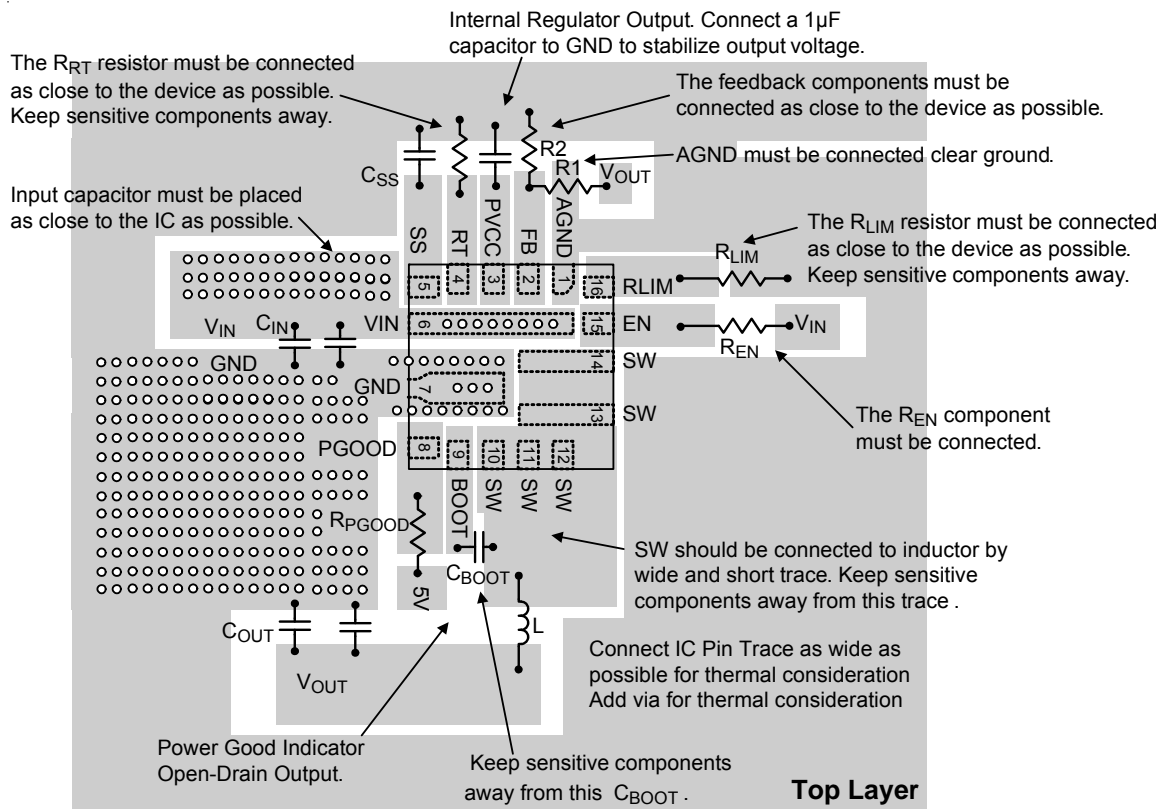 Internal Regulator Output. Connect a 1µF
capacitor to GND to stabilize output voltage.
The RRT resistor must be connected
as close to the device as possible.
Keep sensitive components away.
The feedback components must be
connected as close to the device as possible.
AGND must be connected clear ground.
Input capacitor must be placed
as close to the IC as possible.
The RLIM resistor must be connected
as close to the device as possible.
Keep sensitive components away.
CSS
R2
R1
VOUT
SS
RT
PVCC
FB
AGND
5
4
3
2
1
16
RLIM
RLIM
VIN
CIN
VIN
6
15
EN
REN
VIN
GND
GND
7
14
SW
13
SW
The REN component
must be connected.
PGOOD
8
9
10
11
12
BOOT
SW
SW
SW
RPGOOD
5V
CBOOT
L
SW should be connected to inductor by
wide and short trace. Keep sensitive
components away from this trace .
COUT
VOUT
Connect IC Pin Trace as wide as
possible for thermal consideration
Add via for thermal consideration
Power Good Indicator
Open-Drain Output.
Keep sensitive components
away from this CBOOT .
Top Layer